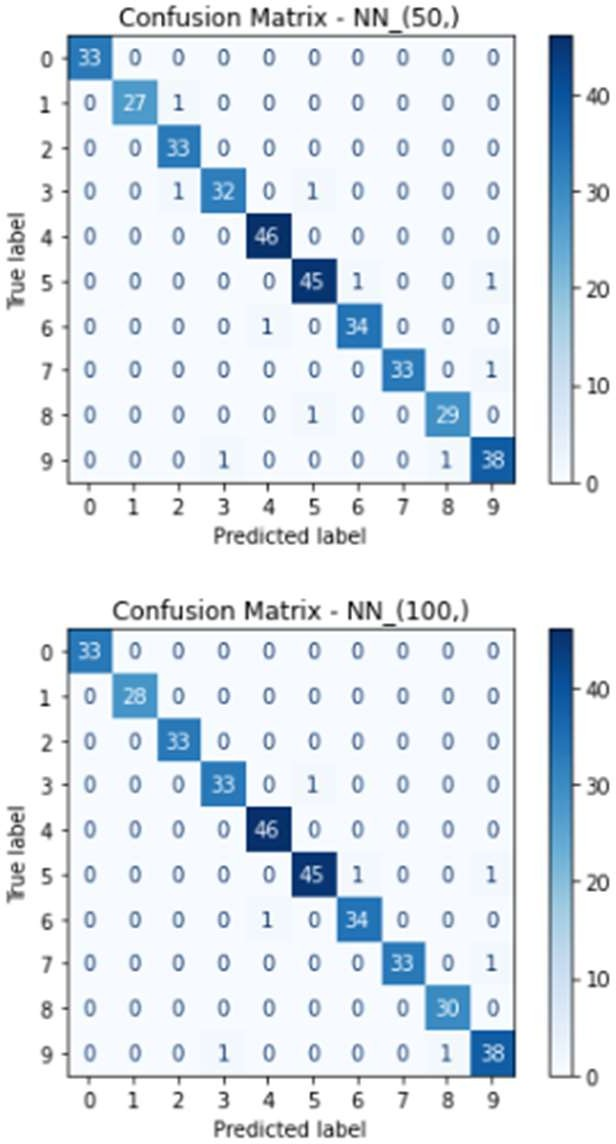 Confusion Matrix - NN_(50,)
0 33 0 0 0 0 0 0 0 0 0
1 0 27 1 0 0 0 0 0 0 0 40
2 0 0 33 0 0 0 0 0 0 0
3 0 0 1 32 0 1 0 0 0 0 30
4 0 0 0 0 46 0 0 0 0 0
True label
5 0 0 0 0 0 45 1 0 0 1 20
6 0 0 0 0 1 0 34 0 0 0
7 0 0 0 0 0 0 0 33 0 1 10
8 0 0 0 0 0 1 0 0 29 0
9 0 0 0 1 0 0 0 0 1 38 0
0 1 2 3 4 5 6 7 8 9
Predicted label
Confusion Matrix - NN_(100,)
0 33 0 0 0 0 0 0 0 0 0
1 0 28 0 0 0 0 0 0 0 0 40
2 0 0 33 0 0 0 0 0 0 0
3 0 0 0 33 0 1 0 0 0 0 30
4 0 0 0 0 46 0 0 0 0 0
True label
5 0 0 0 0 0 45 1 0 0 1 20
6 0 0 0 0 1 0 34 0 0 0
7 0 0 0 0 0 0 0 33 0 1 10
8 0 0 0 0 0 0 0 0 30 0
9 0 0 0 1 0 0 0 0 1 38 0
0 1 2 3 4 5 6 7 8 9
Predicted label